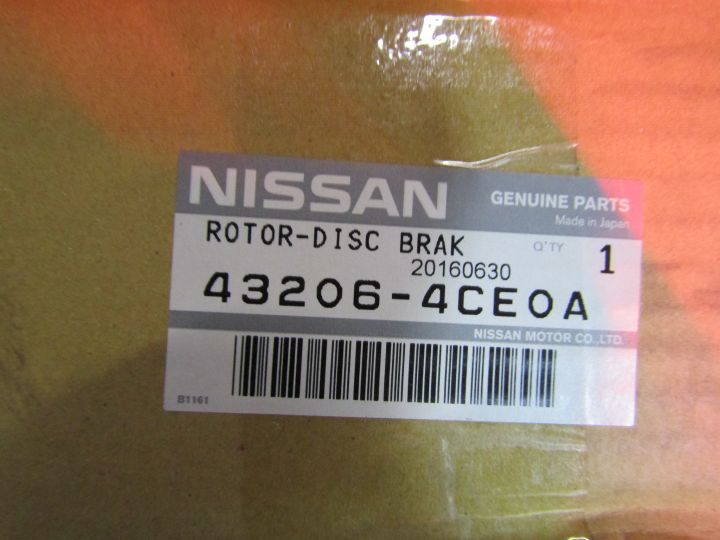 NISSAN GENUINE PARTS
Made in Japan
ROTOR-DISC BRAK Q'TY 1
20160630
43206-4CE0A
NISSAN MOTOR CO.,LTD.
B1161